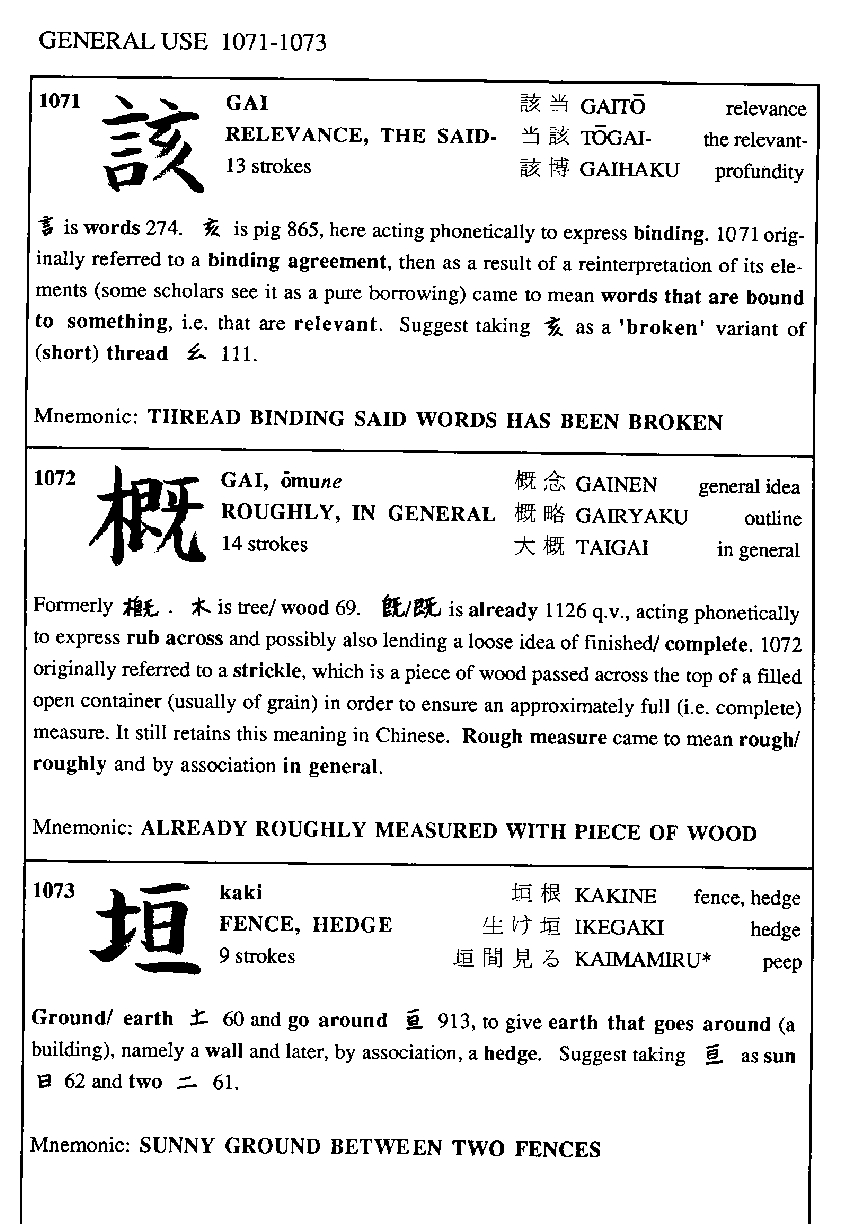 GENERAL USE 1071-1073
1071 該 GAI 該当 GAITŌ relevance
RELEVANCE, THE SAID- 当該 TŌGAI- the relevant-
13 strokes 該博 GAIHAKU profundity
言 is words 274. 亥 is pig 865, here acting phonetically to express binding. 1071 orig-
inally referred to a binding agreement, then as a result of a reinterpretation of its ele-
ments (some scholars see it as a pure borrowing) came to mean words that are bound
to something, i.e. that are relevant. Suggest taking 亥 as a 'broken' variant of
(short) thread 幺 111.
Mnemonic: THREAD BINDING SAID WORDS HAS BEEN BROKEN
1072 概 GAI, ōmune 概念 GAINEN general idea
ROUGHLY, IN GENERAL 概略 GAIRYAKU outline
14 strokes 大概 TAIGAI in general
Formerly 槪. 木 is tree/ wood 69. 旣/既 is already 1126 q.v., acting phonetically
to express rub across and possibly also lending a loose idea of finished/ complete. 1072
originally referred to a strickle, which is a piece of wood passed across the top of a filled
open container (usually of grain) in order to ensure an approximately full (i.e. complete)
measure. It still retains this meaning in Chinese. Rough measure came to mean rough/
roughly and by association in general.
Mnemonic: ALREADY ROUGHLY MEASURED WITH PIECE OF WOOD
1073 垣 kaki 垣根 KAKINE fence, hedge
FENCE, HEDGE 生け垣 IKEGAKI hedge
9 strokes 垣間見る KAIMAMIRU* peep
Ground/ earth 土 60 and go around 亘 913, to give earth that goes around (a
building), namely a wall and later, by association, a hedge. Suggest taking 亘 as sun
日 62 and two 二 61.
Mnemonic: SUNNY GROUND BETWEEN TWO FENCES